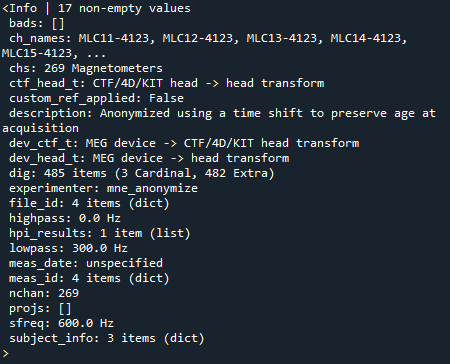 <Info | 17 non-empty values
bads: []
ch_names: MLC11-4123, MLC12-4123, MLC13-4123, MLC14-4123,
MLC15-4123, ...
chs: 269 Magnetometers
ctf_head_t: CTF/4D/KIT head -> head transform
custom_ref_applied: False
description: Anonymized using a time shift to preserve age at
acquisition
dev_ctf_t: MEG device -> CTF/4D/KIT head transform
dev_head_t: MEG device -> head transform
dig: 485 items (3 Cardinal, 482 Extra)
experimenter: mne_anonymize
file_id: 4 items (dict)
highpass: 0.0 Hz
hpi_results: 1 item (list)
lowpass: 300.0 Hz
meas_date: unspecified
meas_id: 4 items (dict)
nchan: 269
projs: []
sfreq: 600.0 Hz
subject_info: 3 items (dict)
>